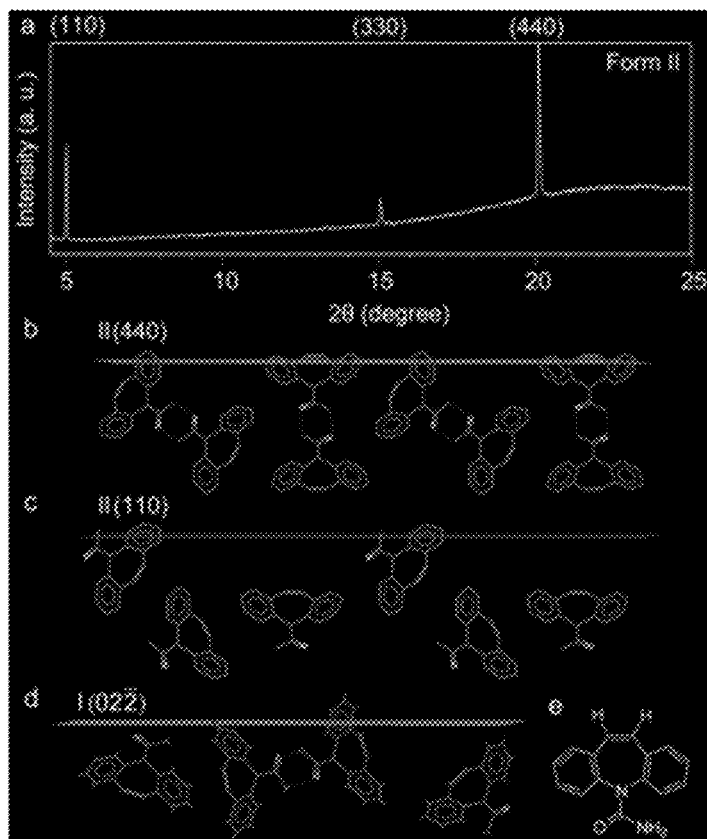 a (110) (330) (440)
Form II
Intensity (a. u.)
5 10 15 20 25
2θ (degree)
b II(440)
c II(110)
d I(022̅)
e
H H
N
O NH₂